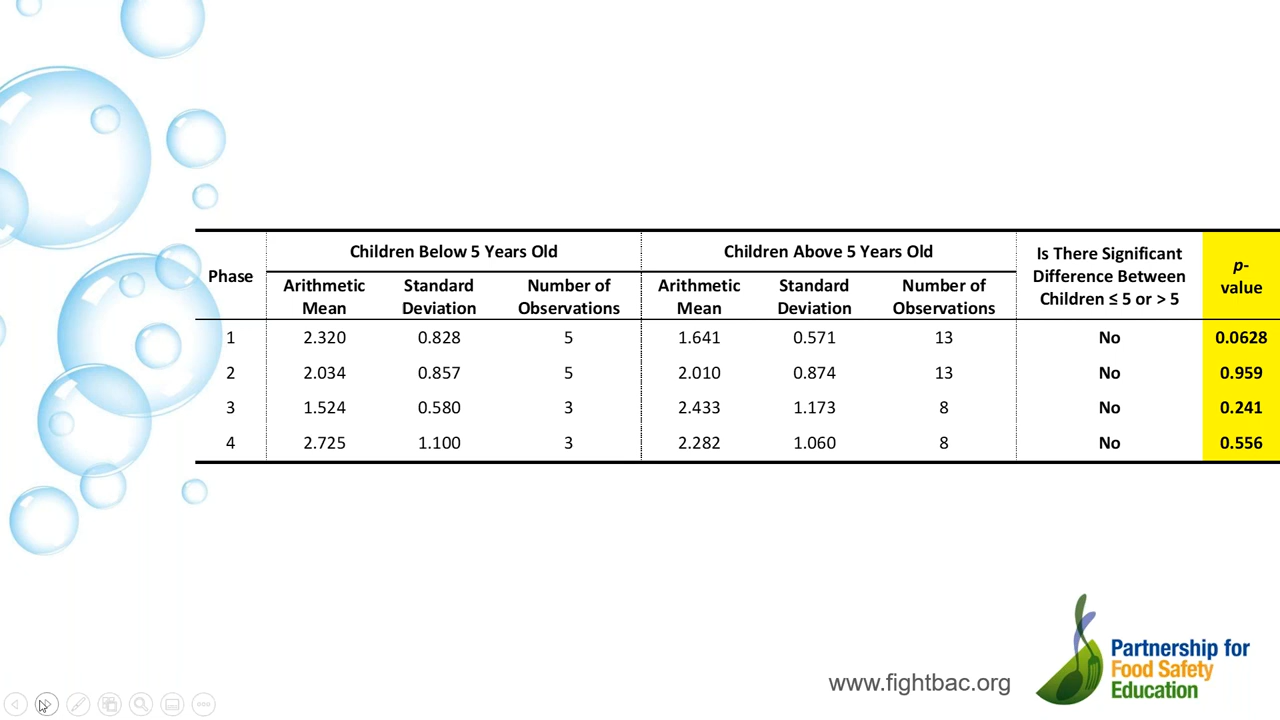 Phase
Children Below 5 Years Old
Children Above 5 Years Old
Is There Significant
Difference Between
Children ≤ 5 or > 5
p-
value
Arithmetic
Mean
Standard
Deviation
Number of
Observations
Arithmetic
Mean
Standard
Deviation
Number of
Observations
1 2.320 0.828 5 1.641 0.571 13 No 0.0628
2 2.034 0.857 5 2.010 0.874 13 No 0.959
3 1.524 0.580 3 2.433 1.173 8 No 0.241
4 2.725 1.100 3 2.282 1.060 8 No 0.556
www.fightbac.org
Partnership for
Food Safety
Education